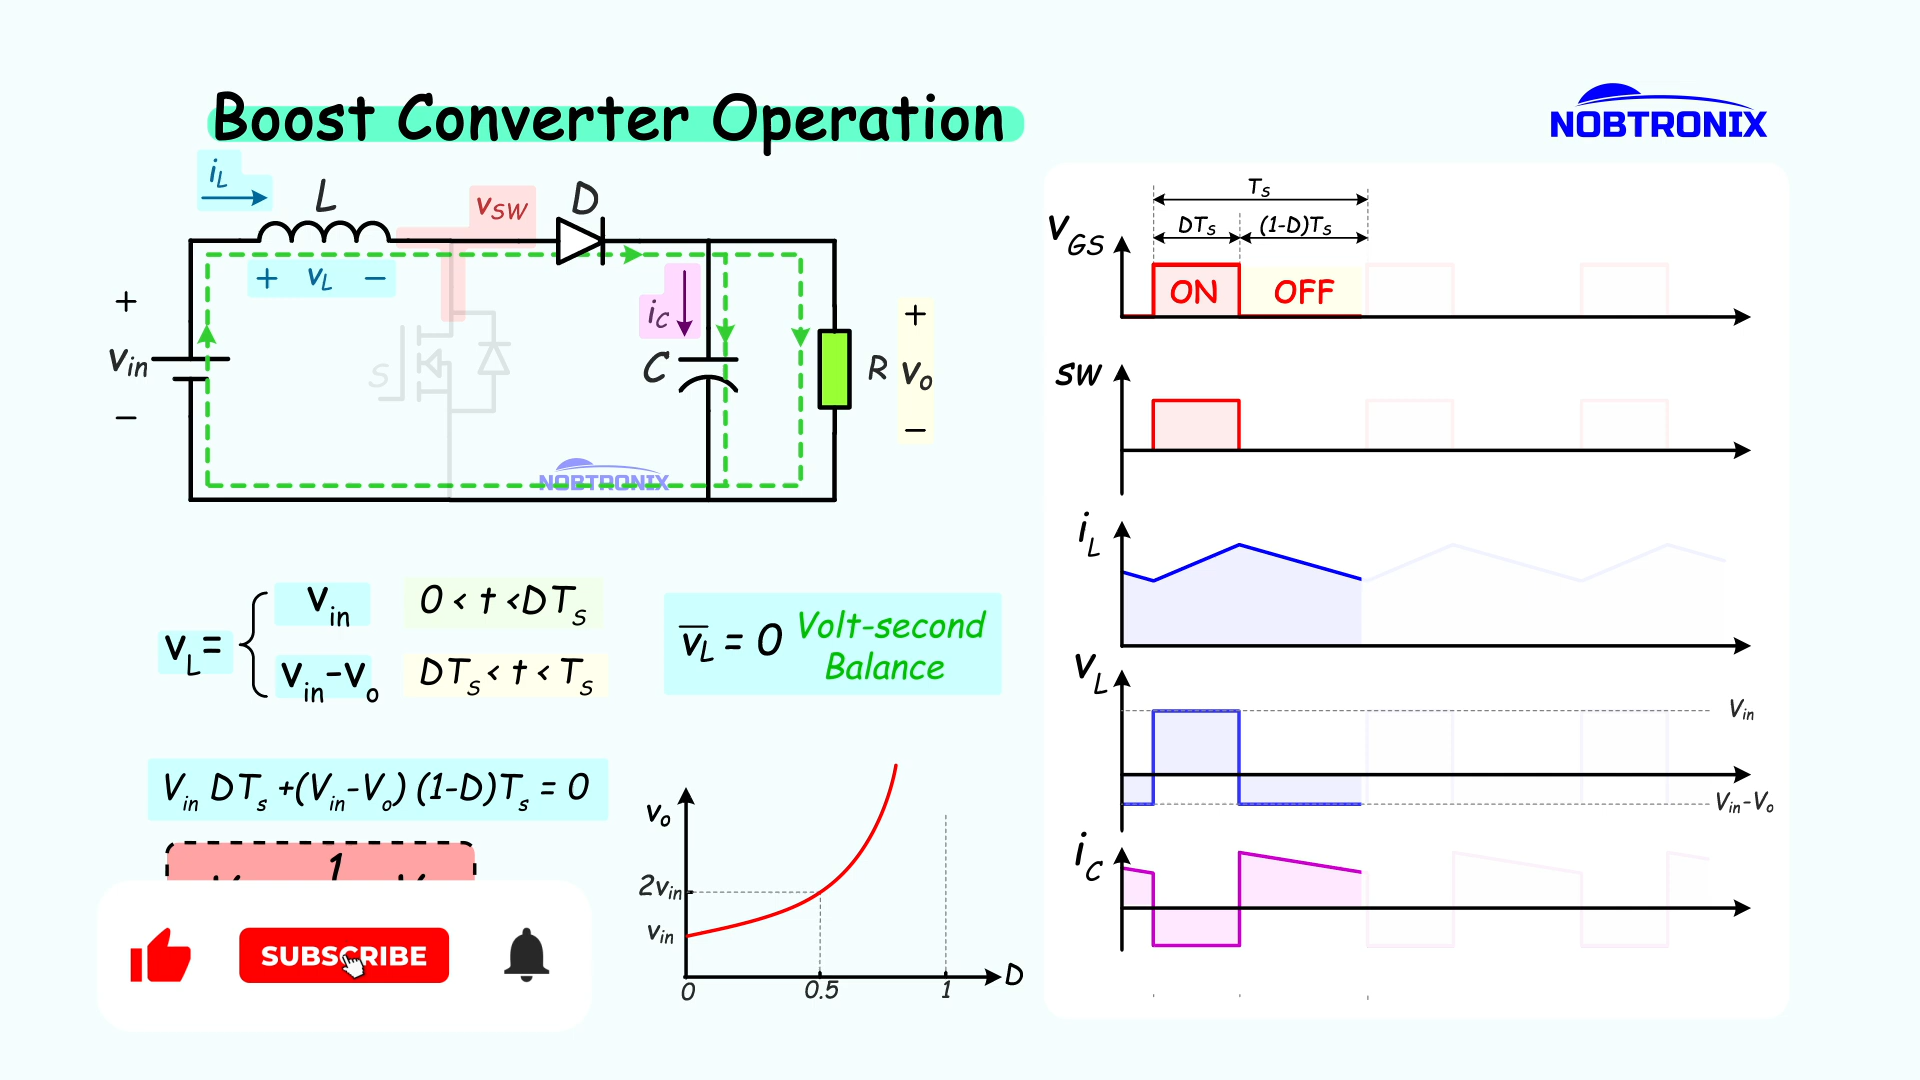 Boost Converter Operation
NOBTRONIX
iL
L
vSW
D
+ vL −
iC
+
vin
−
S
C
R
+
vo
−
NOBTRONIX
vL= { vin 0 < t < DTs
vin-vo DTs < t < Ts
v̅L = 0 Volt-second
Balance
Vin DTs +(Vin-Vo) (1-D)Ts = 0
1
SUBSCRIBE
vo
2vin
vin
0
0.5
1
D
Ts
DTs
(1-D)Ts
VGS
ON
OFF
SW
iL
VL
Vin
Vin-Vo
iC